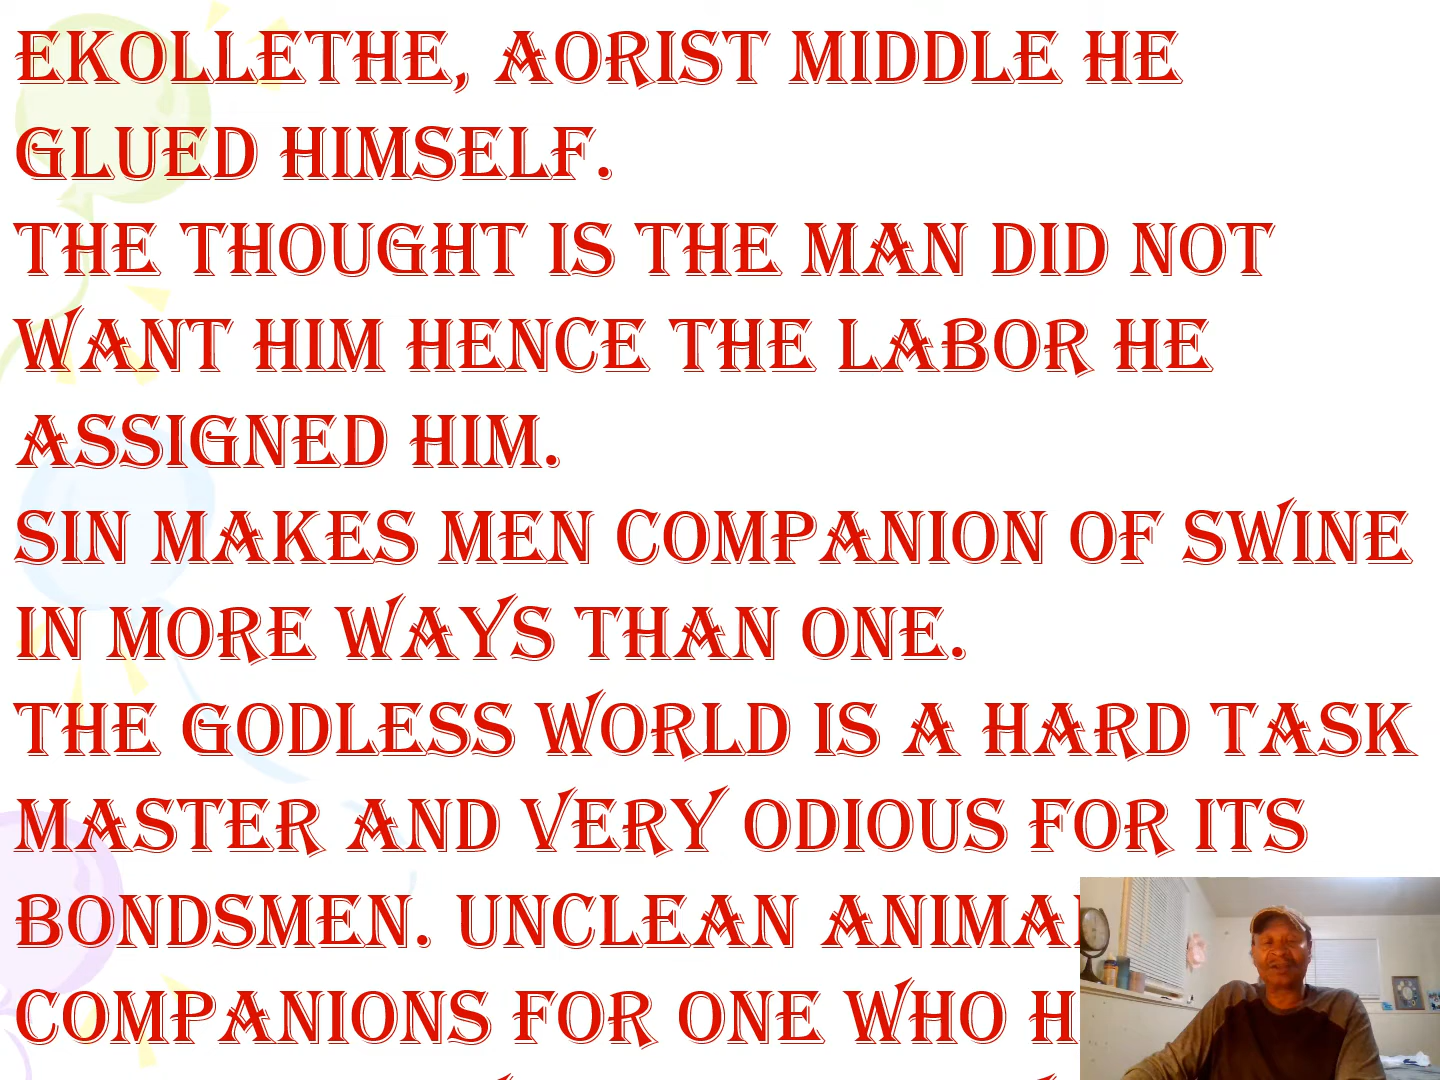 EKOLLETHE, AORIST MIDDLE HE
GLUED HIMSELF.
THE THOUGHT IS THE MAN DID NOT
WANT HIM HENCE THE LABOR HE
ASSIGNED HIM.
SIN MAKES MEN COMPANION OF SWINE
IN MORE WAYS THAN ONE.
THE GODLESS WORLD IS A HARD TASK
MASTER AND VERY ODIOUS FOR ITS
BONDSMEN. UNCLEAN
COMPANIONS FOR ONE WHO